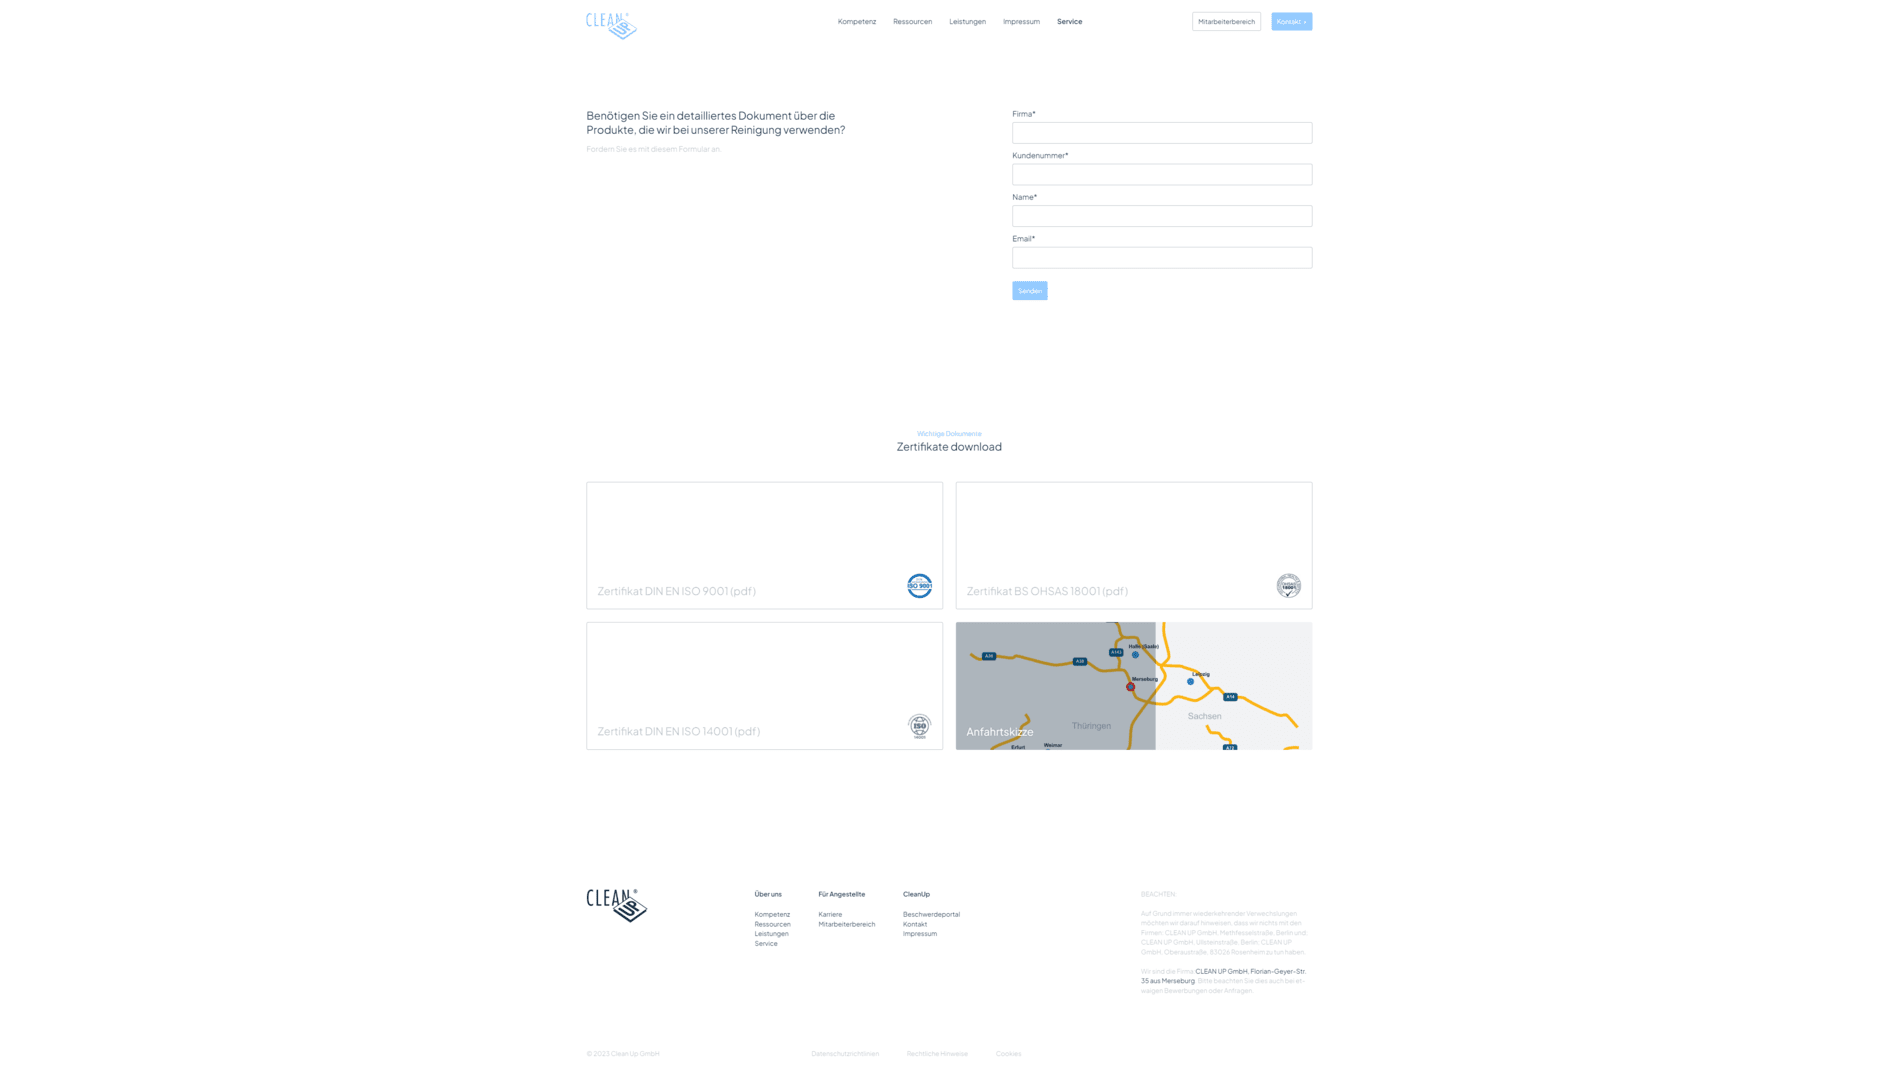 CLEAN UP®
Kompetenz
Ressourcen
Leistungen
Impressum
Service
Mitarbeiterbereich
Kontakt
Benötigen Sie ein detailliertes Dokument über die
Produkte, die wir bei unserer Reinigung verwenden?
Fordern Sie es mit diesem Formular an.
Firma*
Kundenummer*
Name*
Email*
Senden
Wichtige Dokumente
Zertifikate download
Zertifikat DIN EN ISO 9001 (pdf)
ISO 9001
Zertifikat BS OHSAS 18001 (pdf)
OHSAS
18001
Zertifikat DIN EN ISO 14001 (pdf)
ISO
Halle (Saale)
A38
A143
Merseburg
Leipzig
A14
Thüringen
Sachsen
Anfahrtskizze
Erfurt
Weimar
CLEAN UP®
Über uns
Kompetenz
Ressourcen
Leistungen
Service
Für Angestellte
Karriere
Mitarbeiterbereich
CleanUp
Beschwerdeportal
Kontakt
Impressum
BEACHTEN
Auf Grund immer wiederkehrender Verwechslungen
möchten wir darauf hinweisen, dass wir nichts mit den
Firmen: CLEAN UP GmbH, Methfesselstraße, Berlin und
CLEAN UP GmbH, Ullsteinstraße, Berlin, CLEAN UP
GmbH, Oberaustraße, 83026 Rosenheim zu tun haben.
Wir sind die Firma CLEAN UP GmbH, Florian-Geyer-Str.
35 aus Merseburg. Bitte beachten Sie dies auch bei et-
waigen Bewerbungen oder Anfragen.
© 2023 Clean Up GmbH
Datenschutzrichtlinien
Rechtliche Hinweise
Cookies